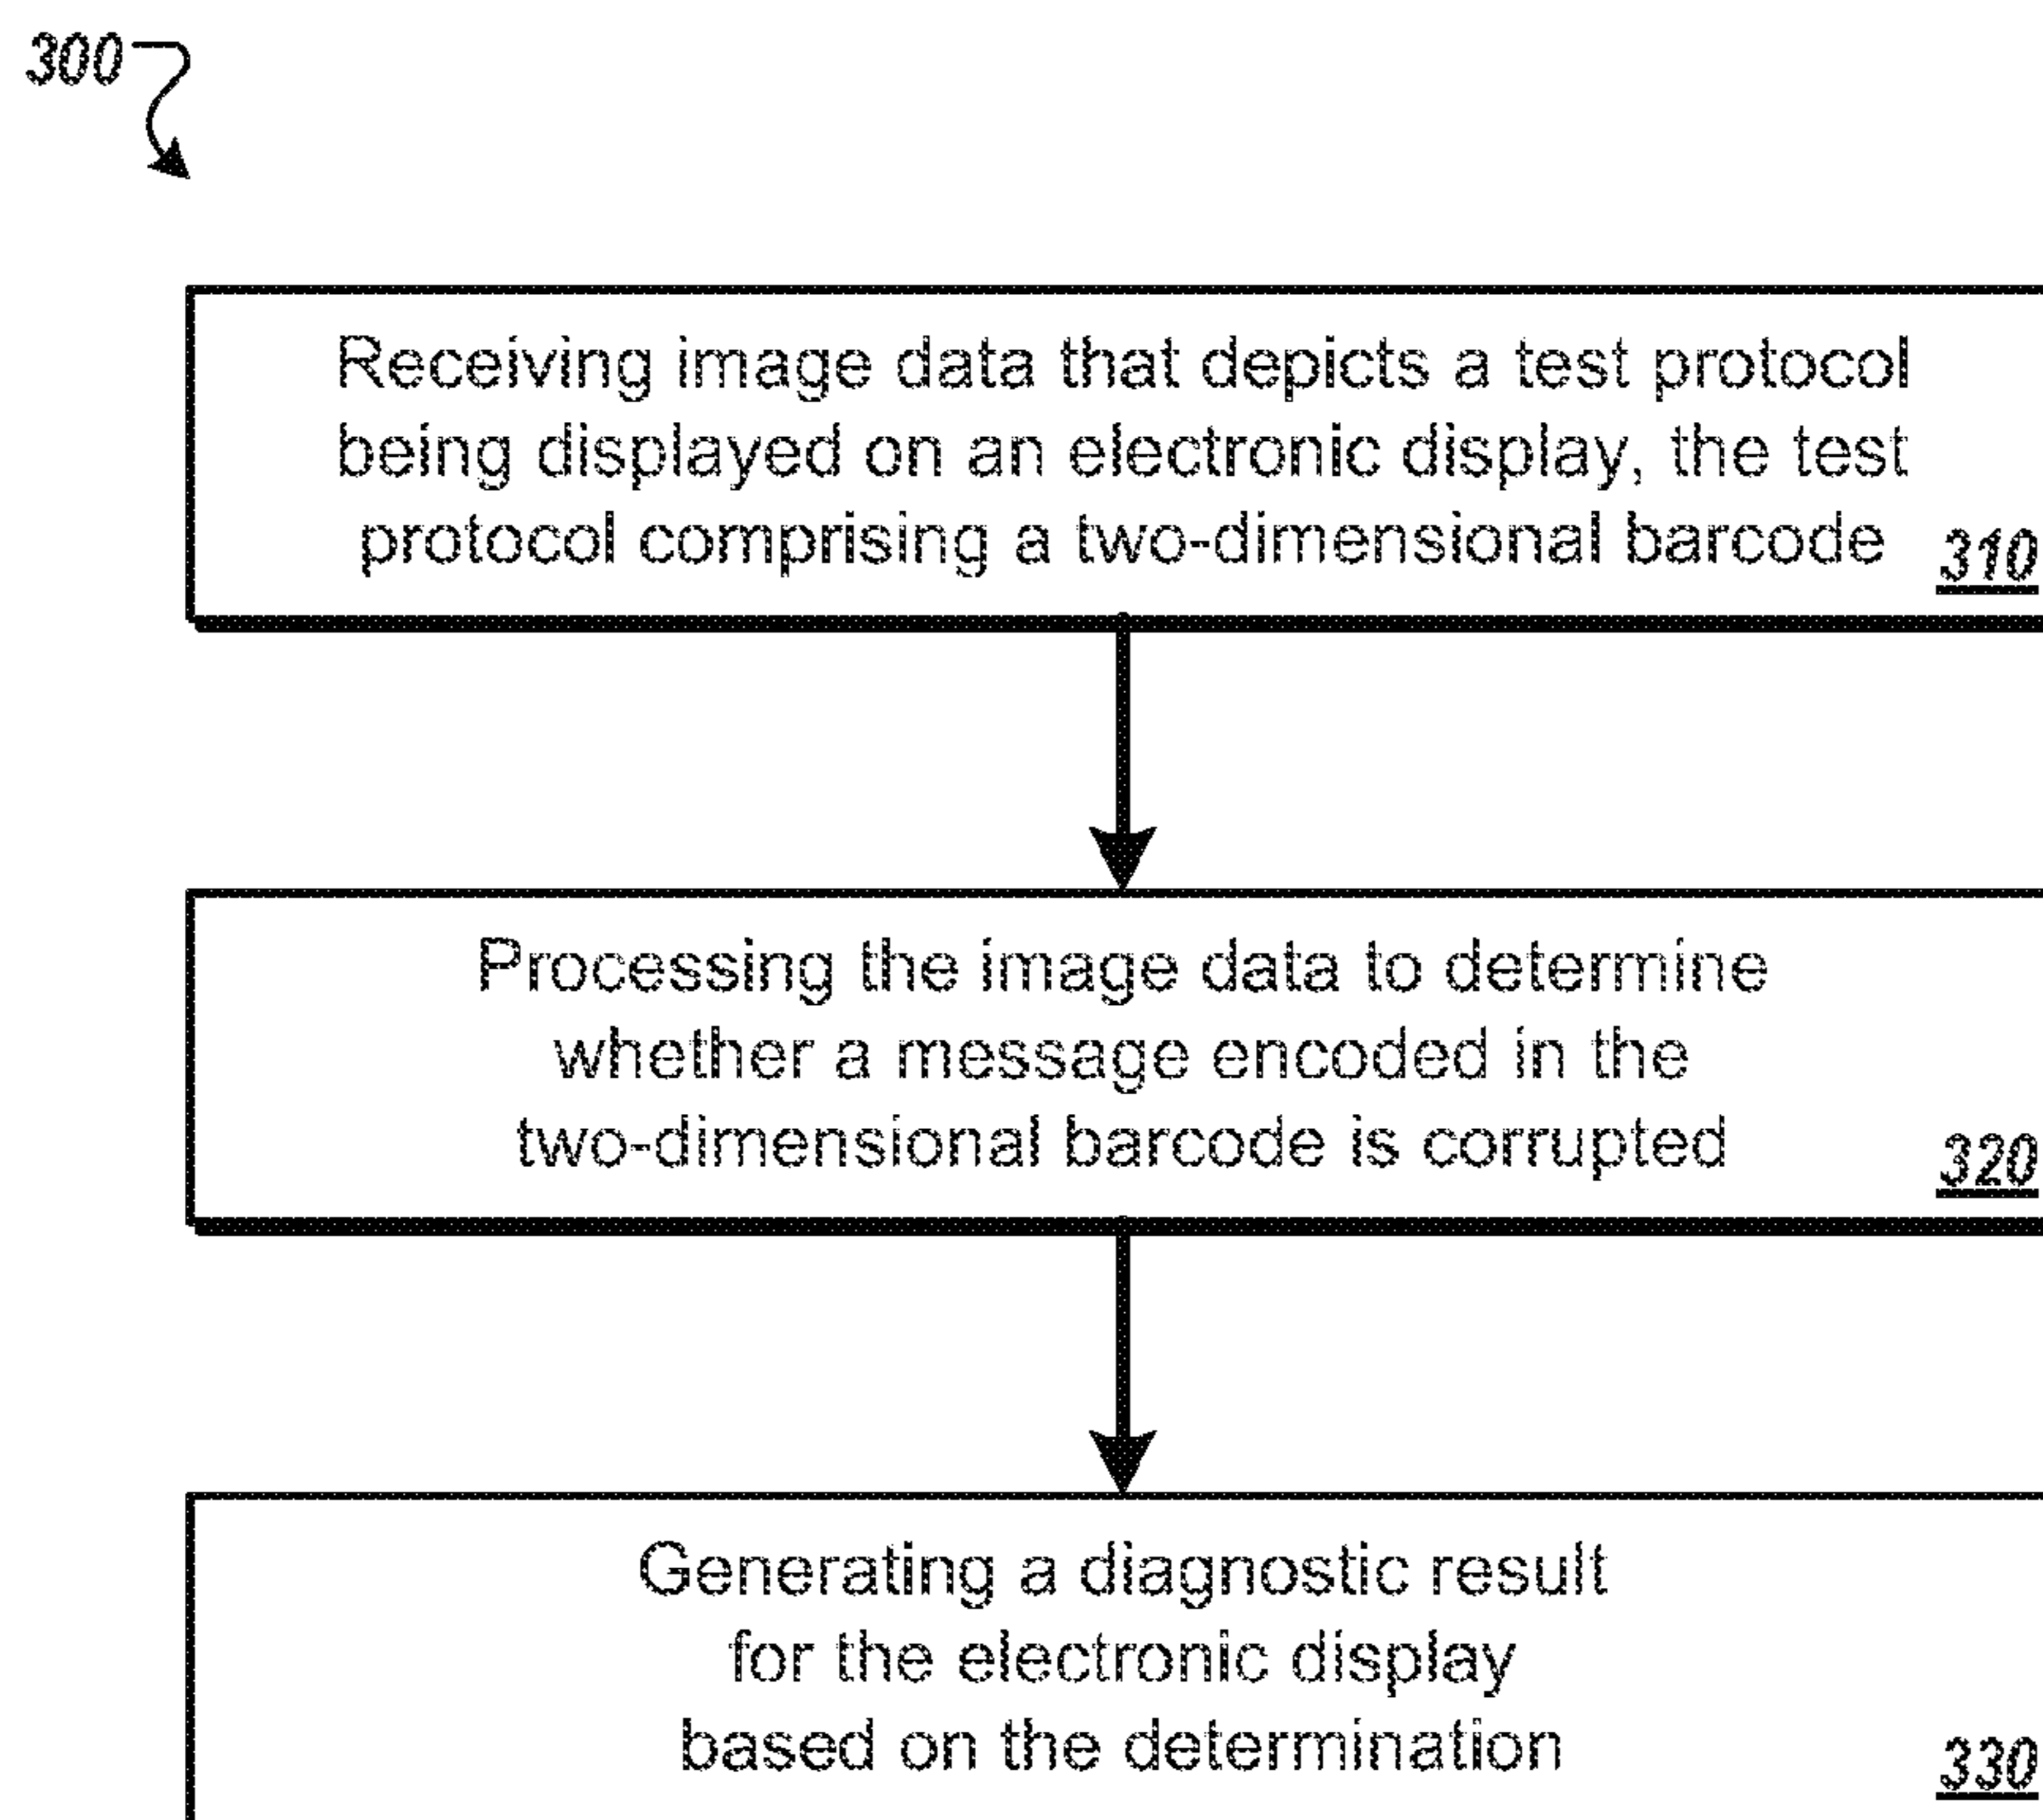 300
Receiving image data that depicts a test protocol
being displayed on an electronic display, the test
protocol comprising a two-dimensional barcode 310
Processing the image data to determine
whether a message encoded in the
two-dimensional barcode is corrupted 320
Generating a diagnostic result
for the electronic display
based on the determination 330